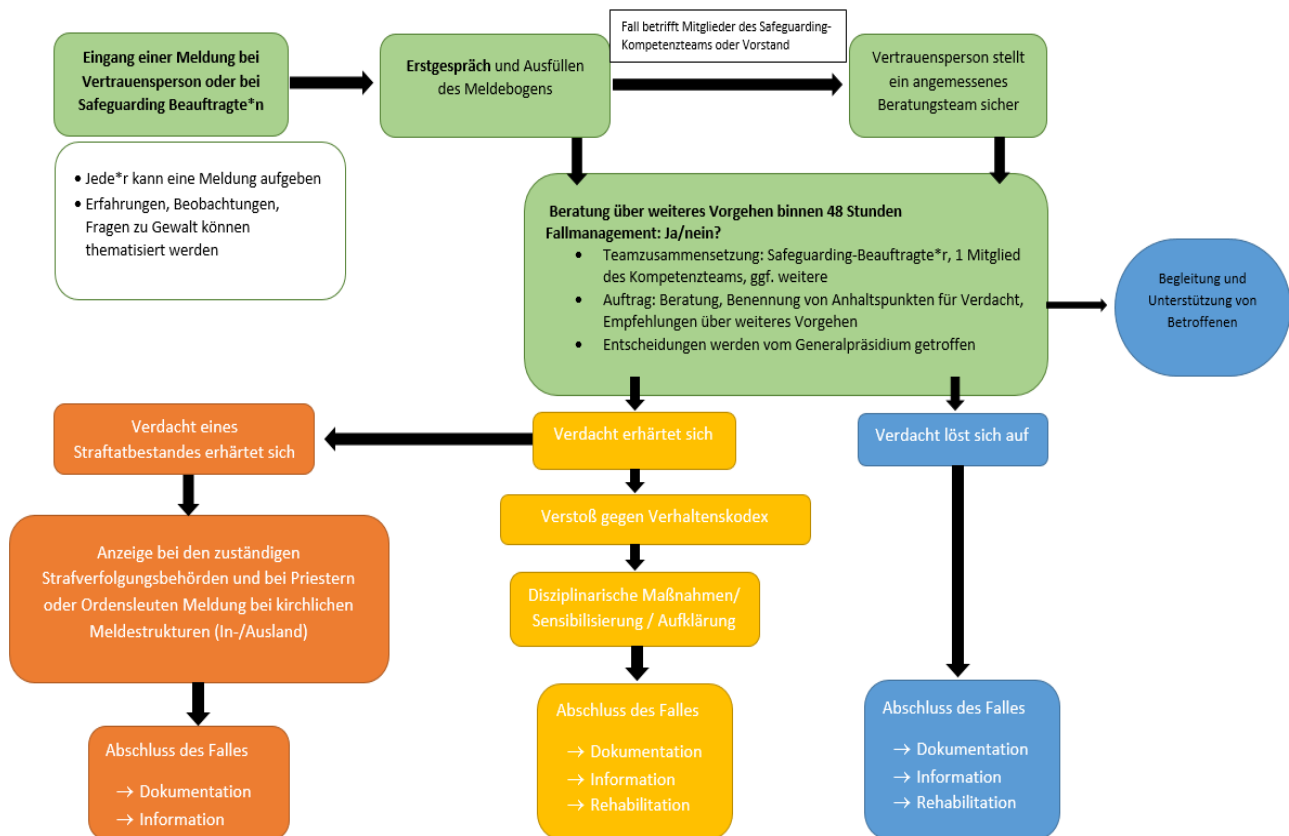 Fall betrifft Mitglieder des Safeguarding-
Kompetenzteams oder Vorstand
Eingang einer Meldung bei
Vertrauensperson oder bei
Safeguarding Beauftragte*n
Erstgespräch und Ausfüllen
des Meldebogens
Vertrauensperson stellt
ein angemessenes
Beratungsteam sicher
• Jede*r kann eine Meldung aufgeben
• Erfahrungen, Beobachtungen,
Fragen zu Gewalt können
thematisiert werden
Beratung über weiteres Vorgehen binnen 48 Stunden
Fallmanagement: Ja/nein?
• Teamzusammensetzung: Safeguarding-Beauftragte*r, 1 Mitglied
des Kompetenzteams, ggf. weitere
• Auftrag: Beratung, Benennung von Anhaltspunkten für Verdacht,
Empfehlungen über weiteres Vorgehen
• Entscheidungen werden vom Generalpräsidium getroffen
Begleitung und
Unterstützung von
Betroffenen
Verdacht eines
Straftatbestandes erhärtet sich
Verdacht erhärtet sich
Verdacht löst sich auf
Verstoß gegen Verhaltenskodex
Anzeige bei den zuständigen
Strafverfolgungsbehörden und bei Priestern
oder Ordensleuten Meldung bei kirchlichen
Meldestrukturen (In-/Ausland)
Disziplinarische Maßnahmen/
Sensibilisierung / Aufklärung
Abschluss des Falles
→ Dokumentation
→ Information
Abschluss des Falles
→ Dokumentation
→ Information
→ Rehabilitation
Abschluss des Falles
→ Dokumentation
→ Information
→ Rehabilitation